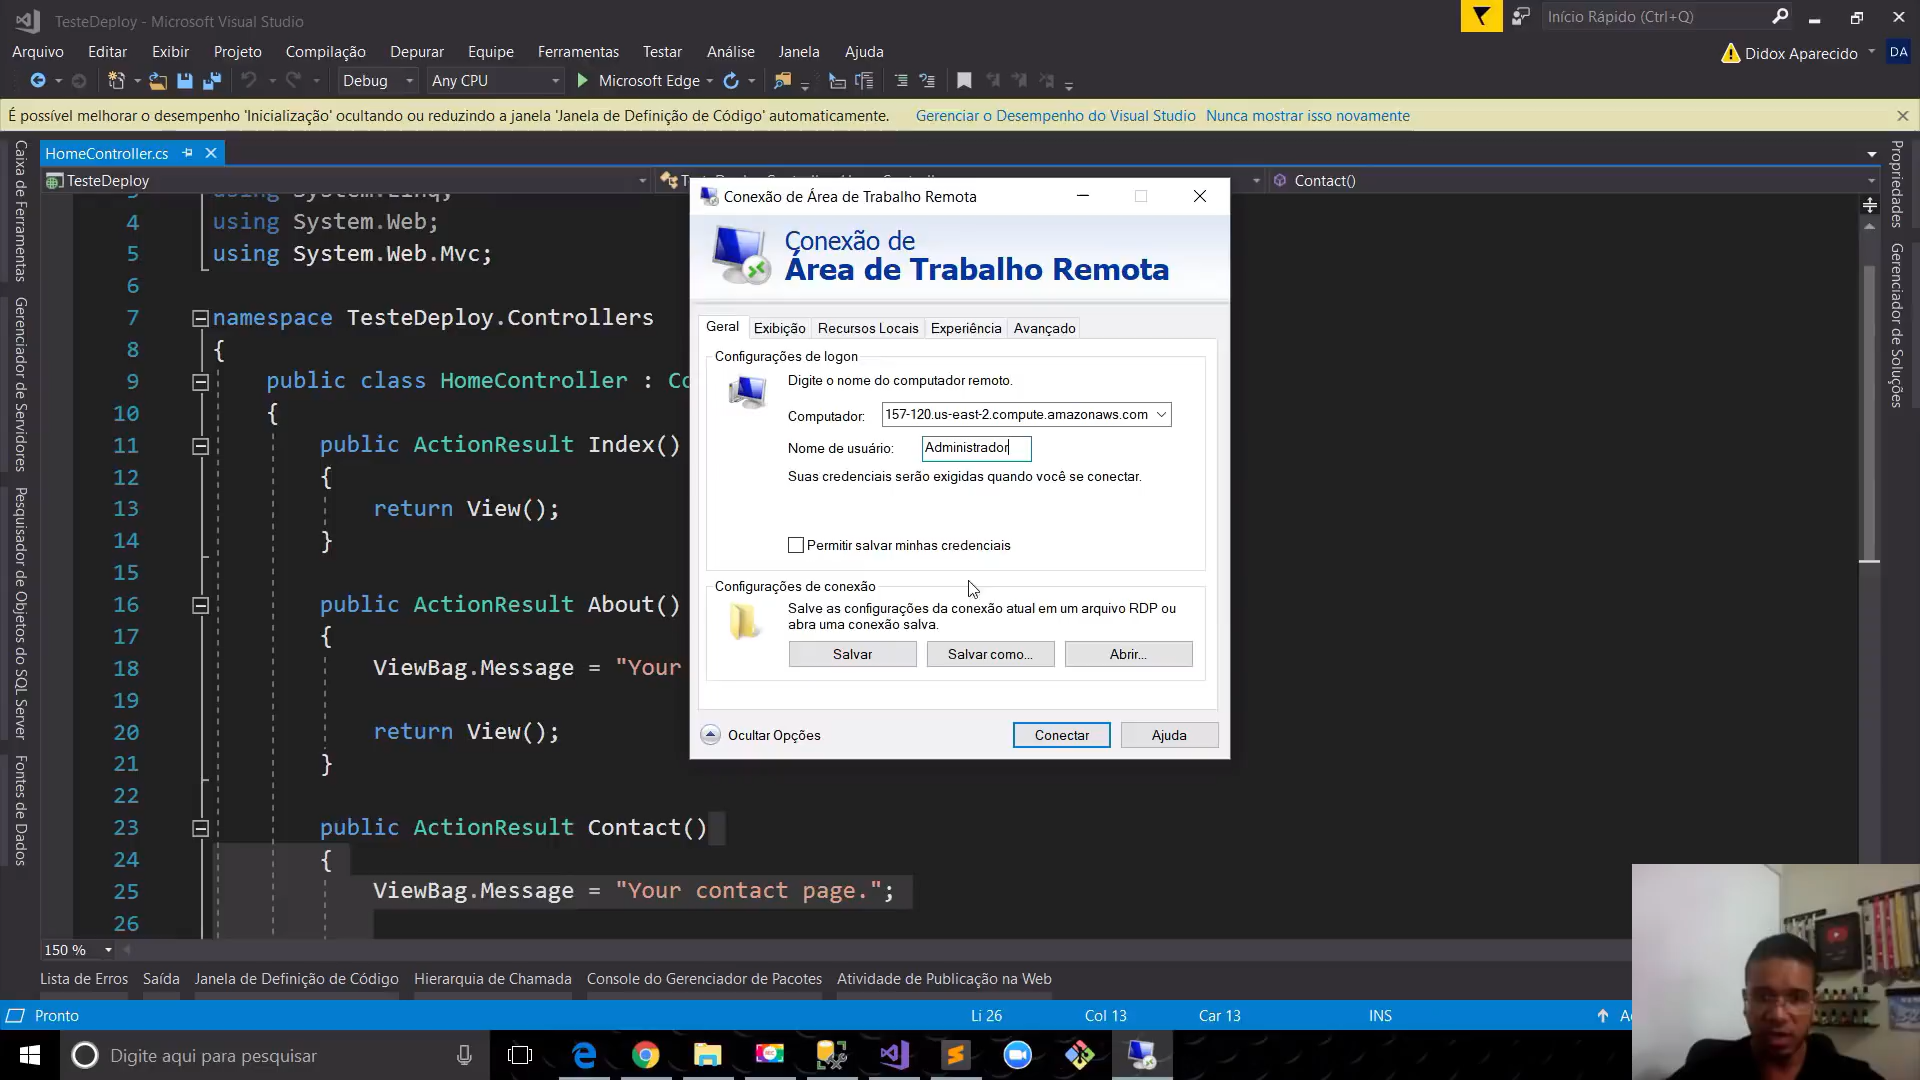 TesteDeploy - Microsoft Visual Studio
Início Rápido (Ctrl+Q)
Arquivo Editar Exibir Projeto Compilação Depurar Equipe Ferramentas Testar Análise Janela Ajuda
Didox Aparecido DA
Debug Any CPU Microsoft Edge
É possível melhorar o desempenho 'Inicialização' ocultando ou reduzindo a janela 'Janela de Definição de Código' automaticamente. Gerenciar o Desempenho do Visual Studio Nunca mostrar isso novamente
HomeController.cs
TesteDeploy
Contact()
Caixa de Ferramentas
Gerenciador de Servidores
Pesquisador de Objetos do SQL Server
Fontes de Dados
Propriedades
Gerenciador de Soluções
4 using System.Web;
5 using System.Web.Mvc;
6
7 namespace TesteDeploy.Controllers
8 {
9 public class HomeController : Co
10 {
11 public ActionResult Index()
12 {
13 return View();
14 }
15
16 public ActionResult About()
17 {
18 ViewBag.Message = "Your
19
20 return View();
21 }
22
23 public ActionResult Contact()
24 {
25 ViewBag.Message = "Your contact page.";
26
Conexão de Área de Trabalho Remota
Conexão de
Área de Trabalho Remota
Geral Exibição Recursos Locais Experiência Avançado
Configurações de logon
Digite o nome do computador remoto.
Computador: 157-120.us-east-2.compute.amazonaws.com
Nome de usuário: Administrador
Suas credenciais serão exigidas quando você se conectar.
Permitir salvar minhas credenciais
Configurações de conexão
Salve as configurações da conexão atual em um arquivo RDP ou
abra uma conexão salva.
Salvar Salvar como... Abrir...
Ocultar Opções Conectar Ajuda
150 %
Lista de Erros Saída Janela de Definição de Código Hierarquia de Chamada Console do Gerenciador de Pacotes Atividade de Publicação na Web
Pronto Li 26 Col 13 Car 13 INS
Digite aqui para pesquisar